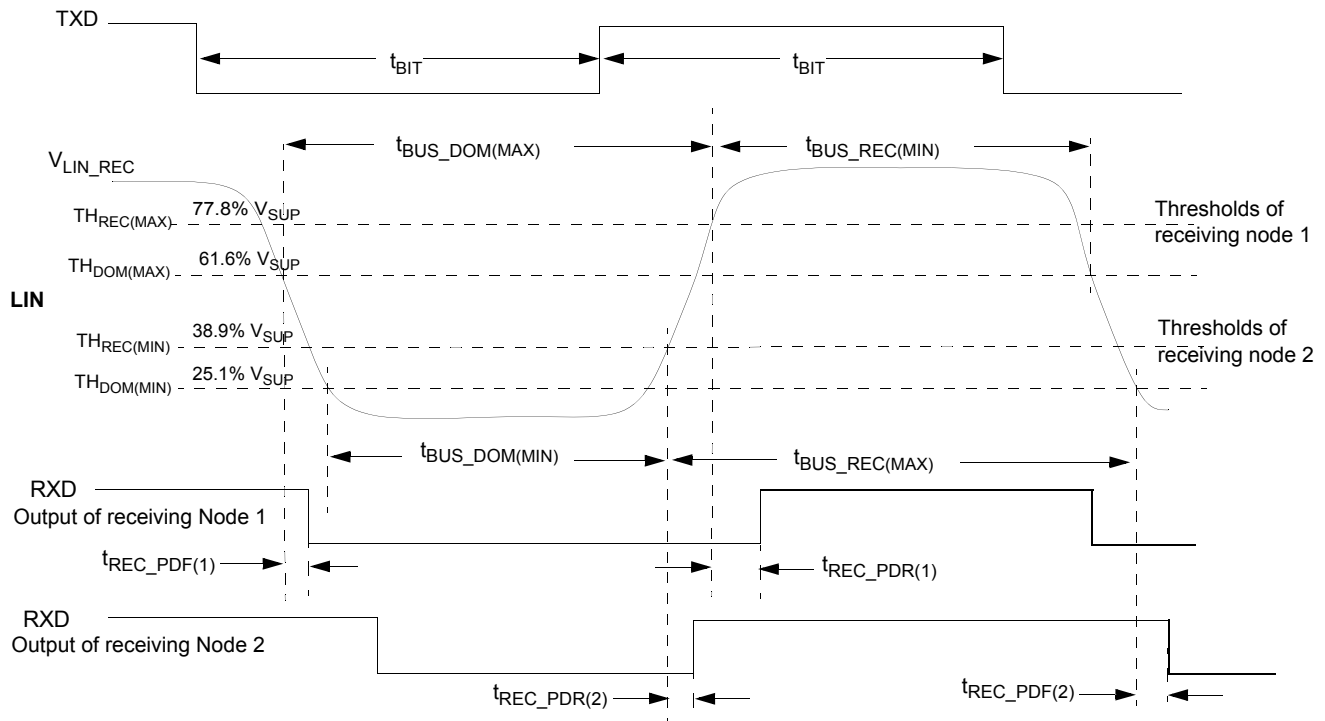 TXD
tBIT
tBIT
tBUS_DOM(MAX)
tBUS_REC(MIN)
VLIN_REC
THREC(MAX) 77.8% VSUP
Thresholds of
receiving node 1
THDOM(MAX) 61.6% VSUP
LIN
THREC(MIN) 38.9% VSUP
Thresholds of
receiving node 2
THDOM(MIN) 25.1% VSUP
tBUS_DOM(MIN)
tBUS_REC(MAX)
RXD
Output of receiving Node 1
tREC_PDF(1)
tREC_PDR(1)
RXD
Output of receiving Node 2
tREC_PDR(2)
tREC_PDF(2)